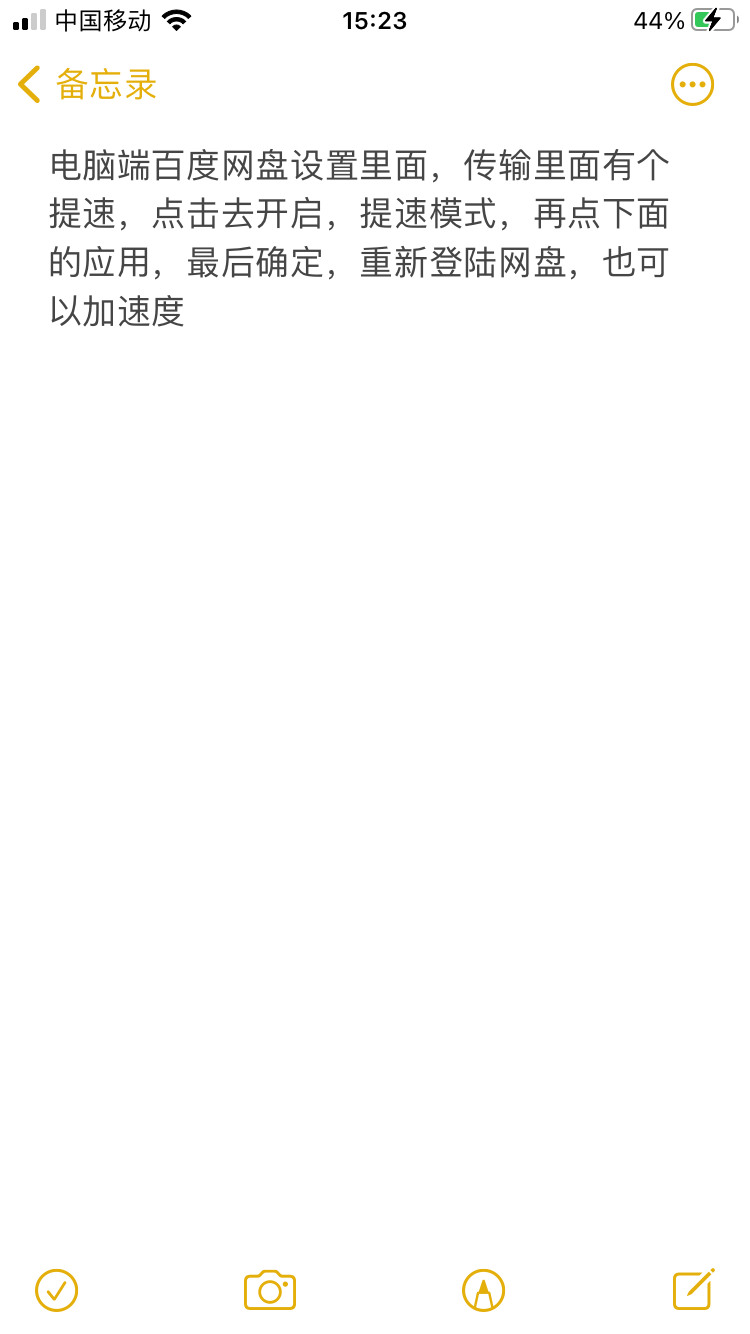 中国移动 15:23 44%
备忘录
电脑端百度网盘设置里面，传输里面有个
提速，点击去开启，提速模式，再点下面
的应用，最后确定，重新登陆网盘，也可
以加速度